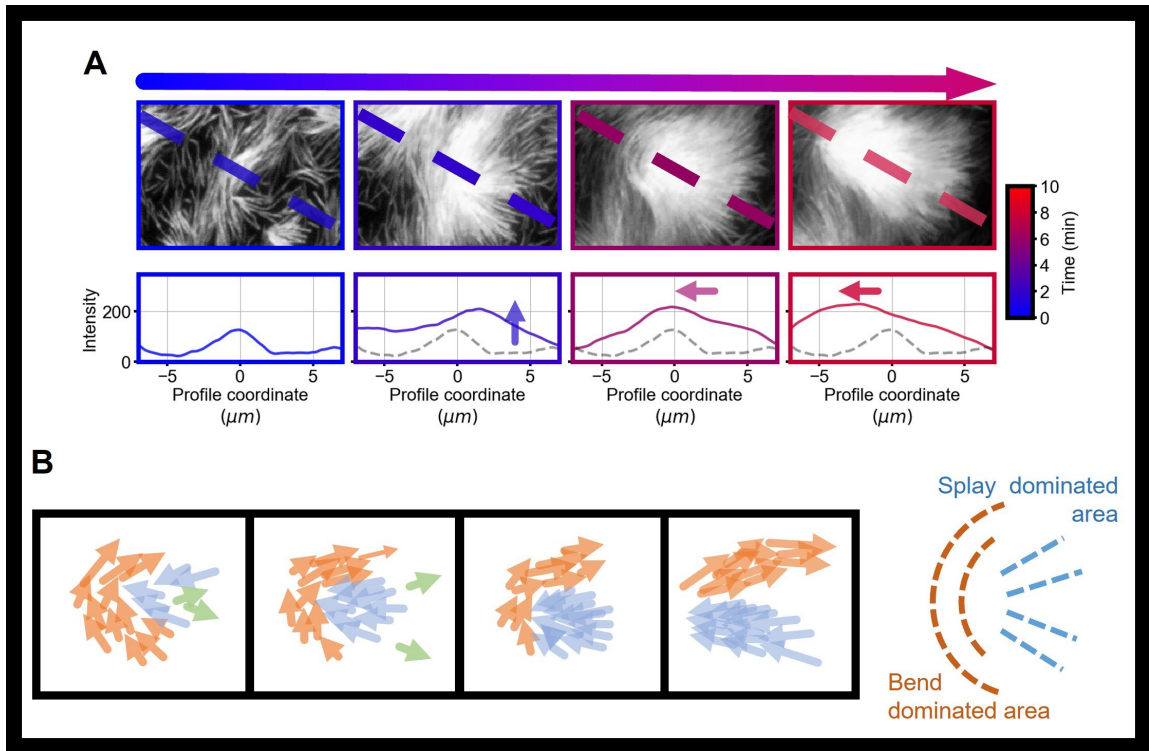 A
10
8
6
4
2
0
Time (min)
Intensity
200
0
−5 0 5
Profile coordinate
(μm)
−5 0 5
Profile coordinate
(μm)
−5 0 5
Profile coordinate
(μm)
−5 0 5
Profile coordinate
(μm)
B
Splay dominated
area
Bend
dominated area